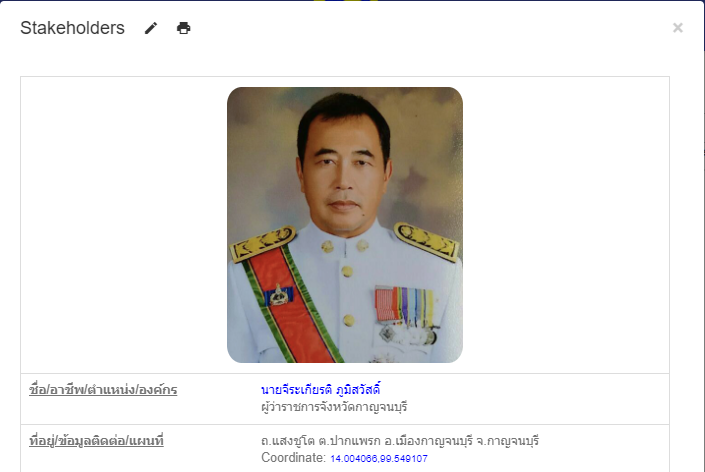 Stakeholders
×
ชื่อ/อาชีพ/ตำแหน่ง/องค์กร
นายจีระเกียรติ ภูมิสวัสดิ์
ผู้ว่าราชการจังหวัดกาญจนบุรี
ที่อยู่/ข้อมูลติดต่อ/แผนที่
ถ.แสงชูโต ต.ปากแพรก อ.เมืองกาญจนบุรี จ.กาญจนบุรี
Coordinate: 14.004066,99.549107